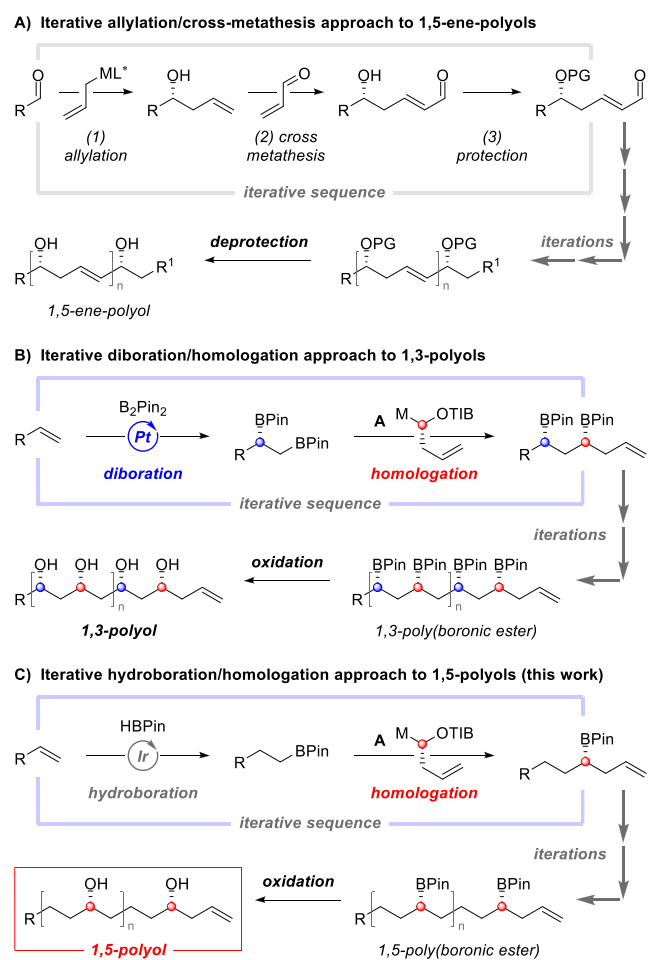 A) Iterative allylation/cross-metathesis approach to 1,5-ene-polyols
O
R
ML*
(1)
allylation
OH
R
O
(2) cross
metathesis
OH
O
R
(3)
protection
OPG
O
R
iterative sequence
iterations
OH
OH
R
R¹
n
1,5-ene-polyol
deprotection
OPG
OPG
R
R¹
n
B) Iterative diboration/homologation approach to 1,3-polyols
R
B₂Pin₂
Pt
diboration
BPin
BPin
R
A
M
OTIB
homologation
BPin BPin
R
iterative sequence
iterations
OH OH OH OH
R
n
1,3-polyol
oxidation
BPin BPin BPin BPin
R
n
1,3-poly(boronic ester)
C) Iterative hydroboration/homologation approach to 1,5-polyols (this work)
R
HBPin
Ir
hydroboration
BPin
R
A
M
OTIB
homologation
BPin
R
iterative sequence
iterations
OH OH
R
n
1,5-polyol
oxidation
BPin BPin
R
n
1,5-poly(boronic ester)